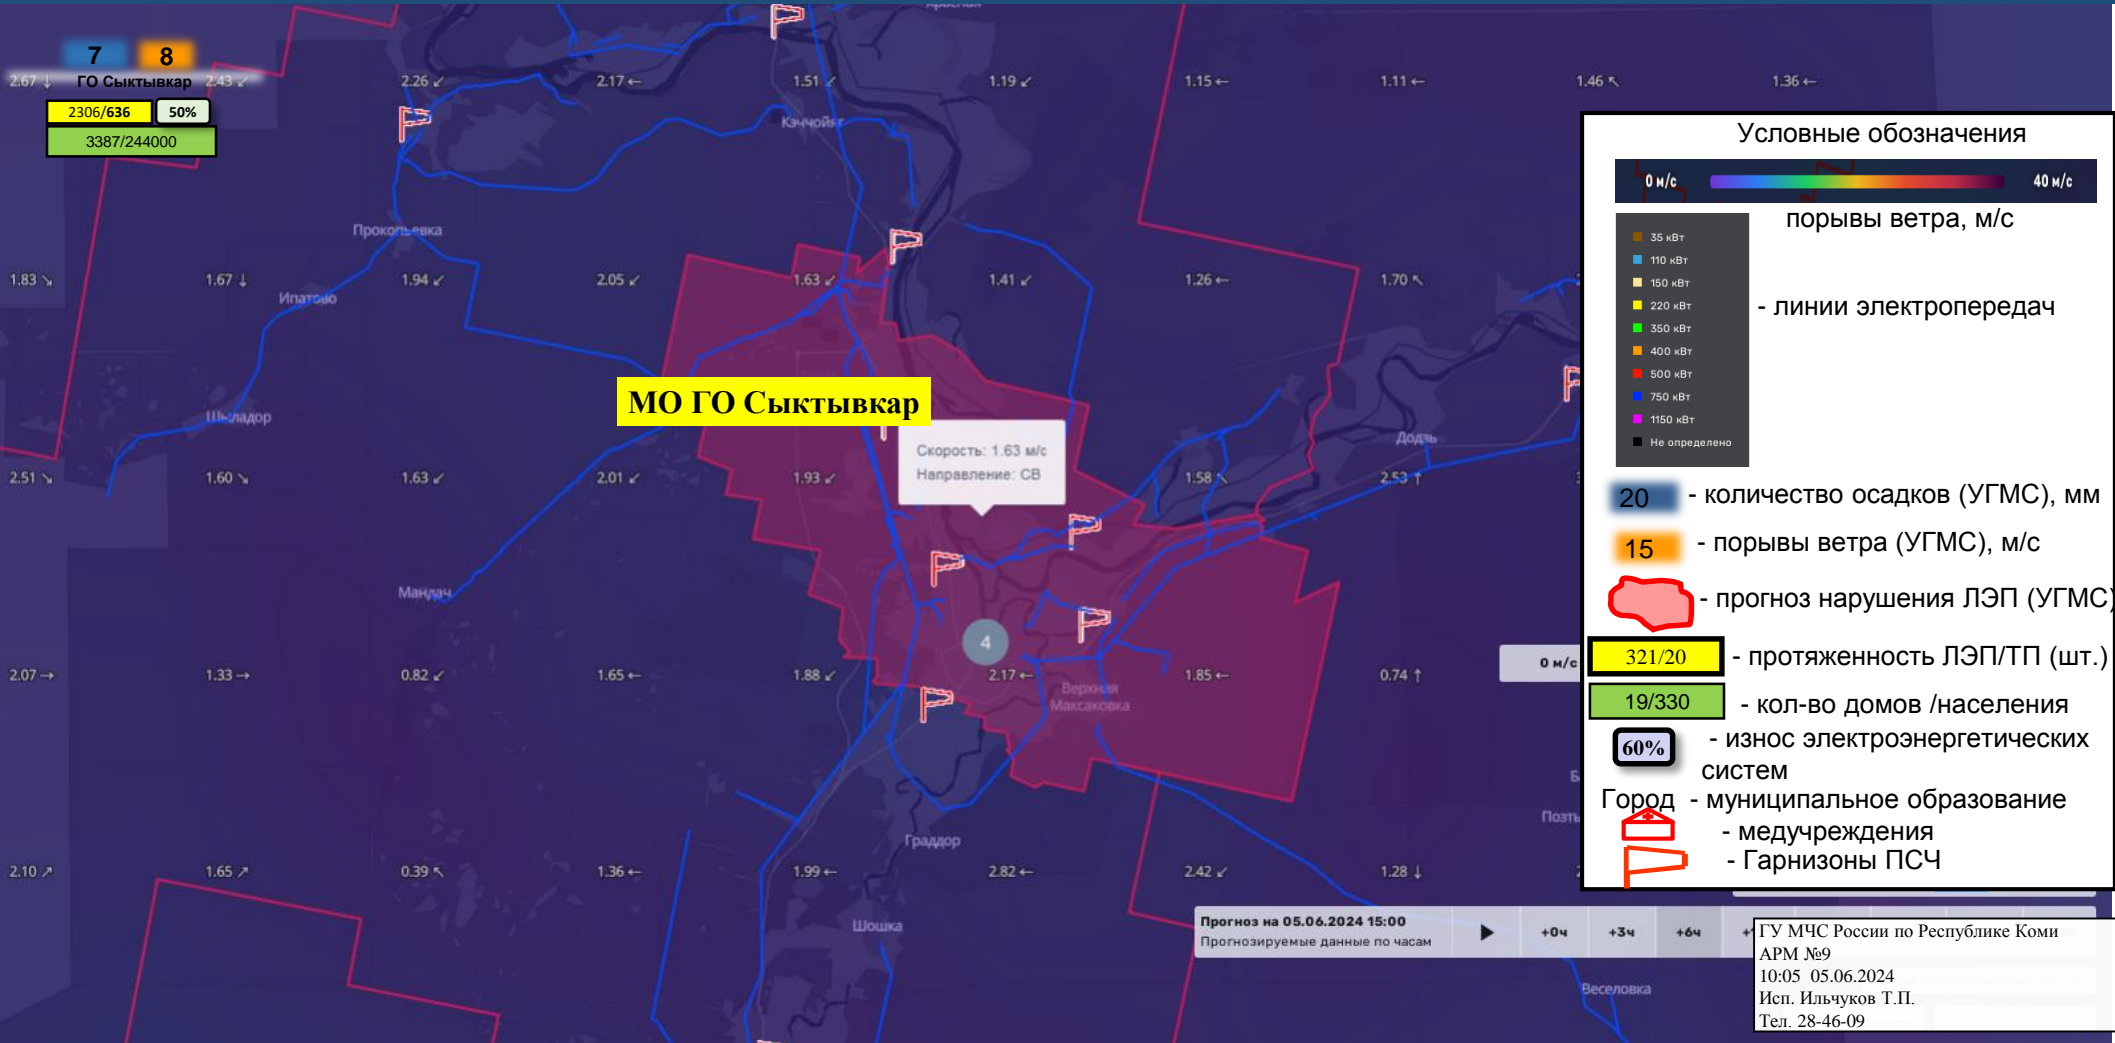 7 8
2.67 ↓ ГО Сыктывкар 2.43 ↙ 2.26 ↙ 2.17 ← 1.51 ↙ 1.19 ↙ 1.15 ← 1.11 ← 1.46 ↖ 1.36 ←
2306/636 50%
3387/244000
Кэччойяг
Прокопьевка
1.83 ↘ 1.67 ↓ 1.94 ↙ 2.05 ↙ 1.63 ↙ 1.41 ↙ 1.26 ← 1.70 ↖
Ипатово
МО ГО Сыктывкар
Шыладор
Додзь
Скорость: 1.63 м/с
Направление: СВ
2.51 ↘ 1.60 ↘ 1.63 ↙ 2.01 ↙ 1.93 ↙ 1.58 ↖ 2.53 ↑
Мандач
4
2.07 → 1.33 → 0.82 ↙ 1.65 ← 1.88 ↙ 2.17 ← 1.85 ← 0.74 ↑
Верхняя
Максаковка
0 м/с
Граддор
2.10 ↗ 1.65 ↗ 0.39 ↖ 1.36 ← 1.99 ← 2.82 ← 2.42 ↙ 1.28 ↓
Шошка
Веселовка
Прогноз на 05.06.2024 15:00
Прогнозируемые данные по часам
+0ч +3ч +6ч
Условные обозначения
0 м/с 40 м/с
порывы ветра, м/с
35 кВт
110 кВт
150 кВт
220 кВт
350 кВт
400 кВт
500 кВт
750 кВт
1150 кВт
Не определено
- линии электропередач
20 - количество осадков (УГМС), мм
15 - порывы ветра (УГМС), м/с
- прогноз нарушения ЛЭП (УГМС)
321/20 - протяженность ЛЭП/ТП (шт.)
19/330 - кол-во домов /населения
60% - износ электроэнергетических
систем
Город - муниципальное образование
- медучреждения
- Гарнизоны ПСЧ
ГУ МЧС России по Республике Коми
АРМ №9
10:05 05.06.2024
Исп. Ильчуков Т.П.
Тел. 28-46-09